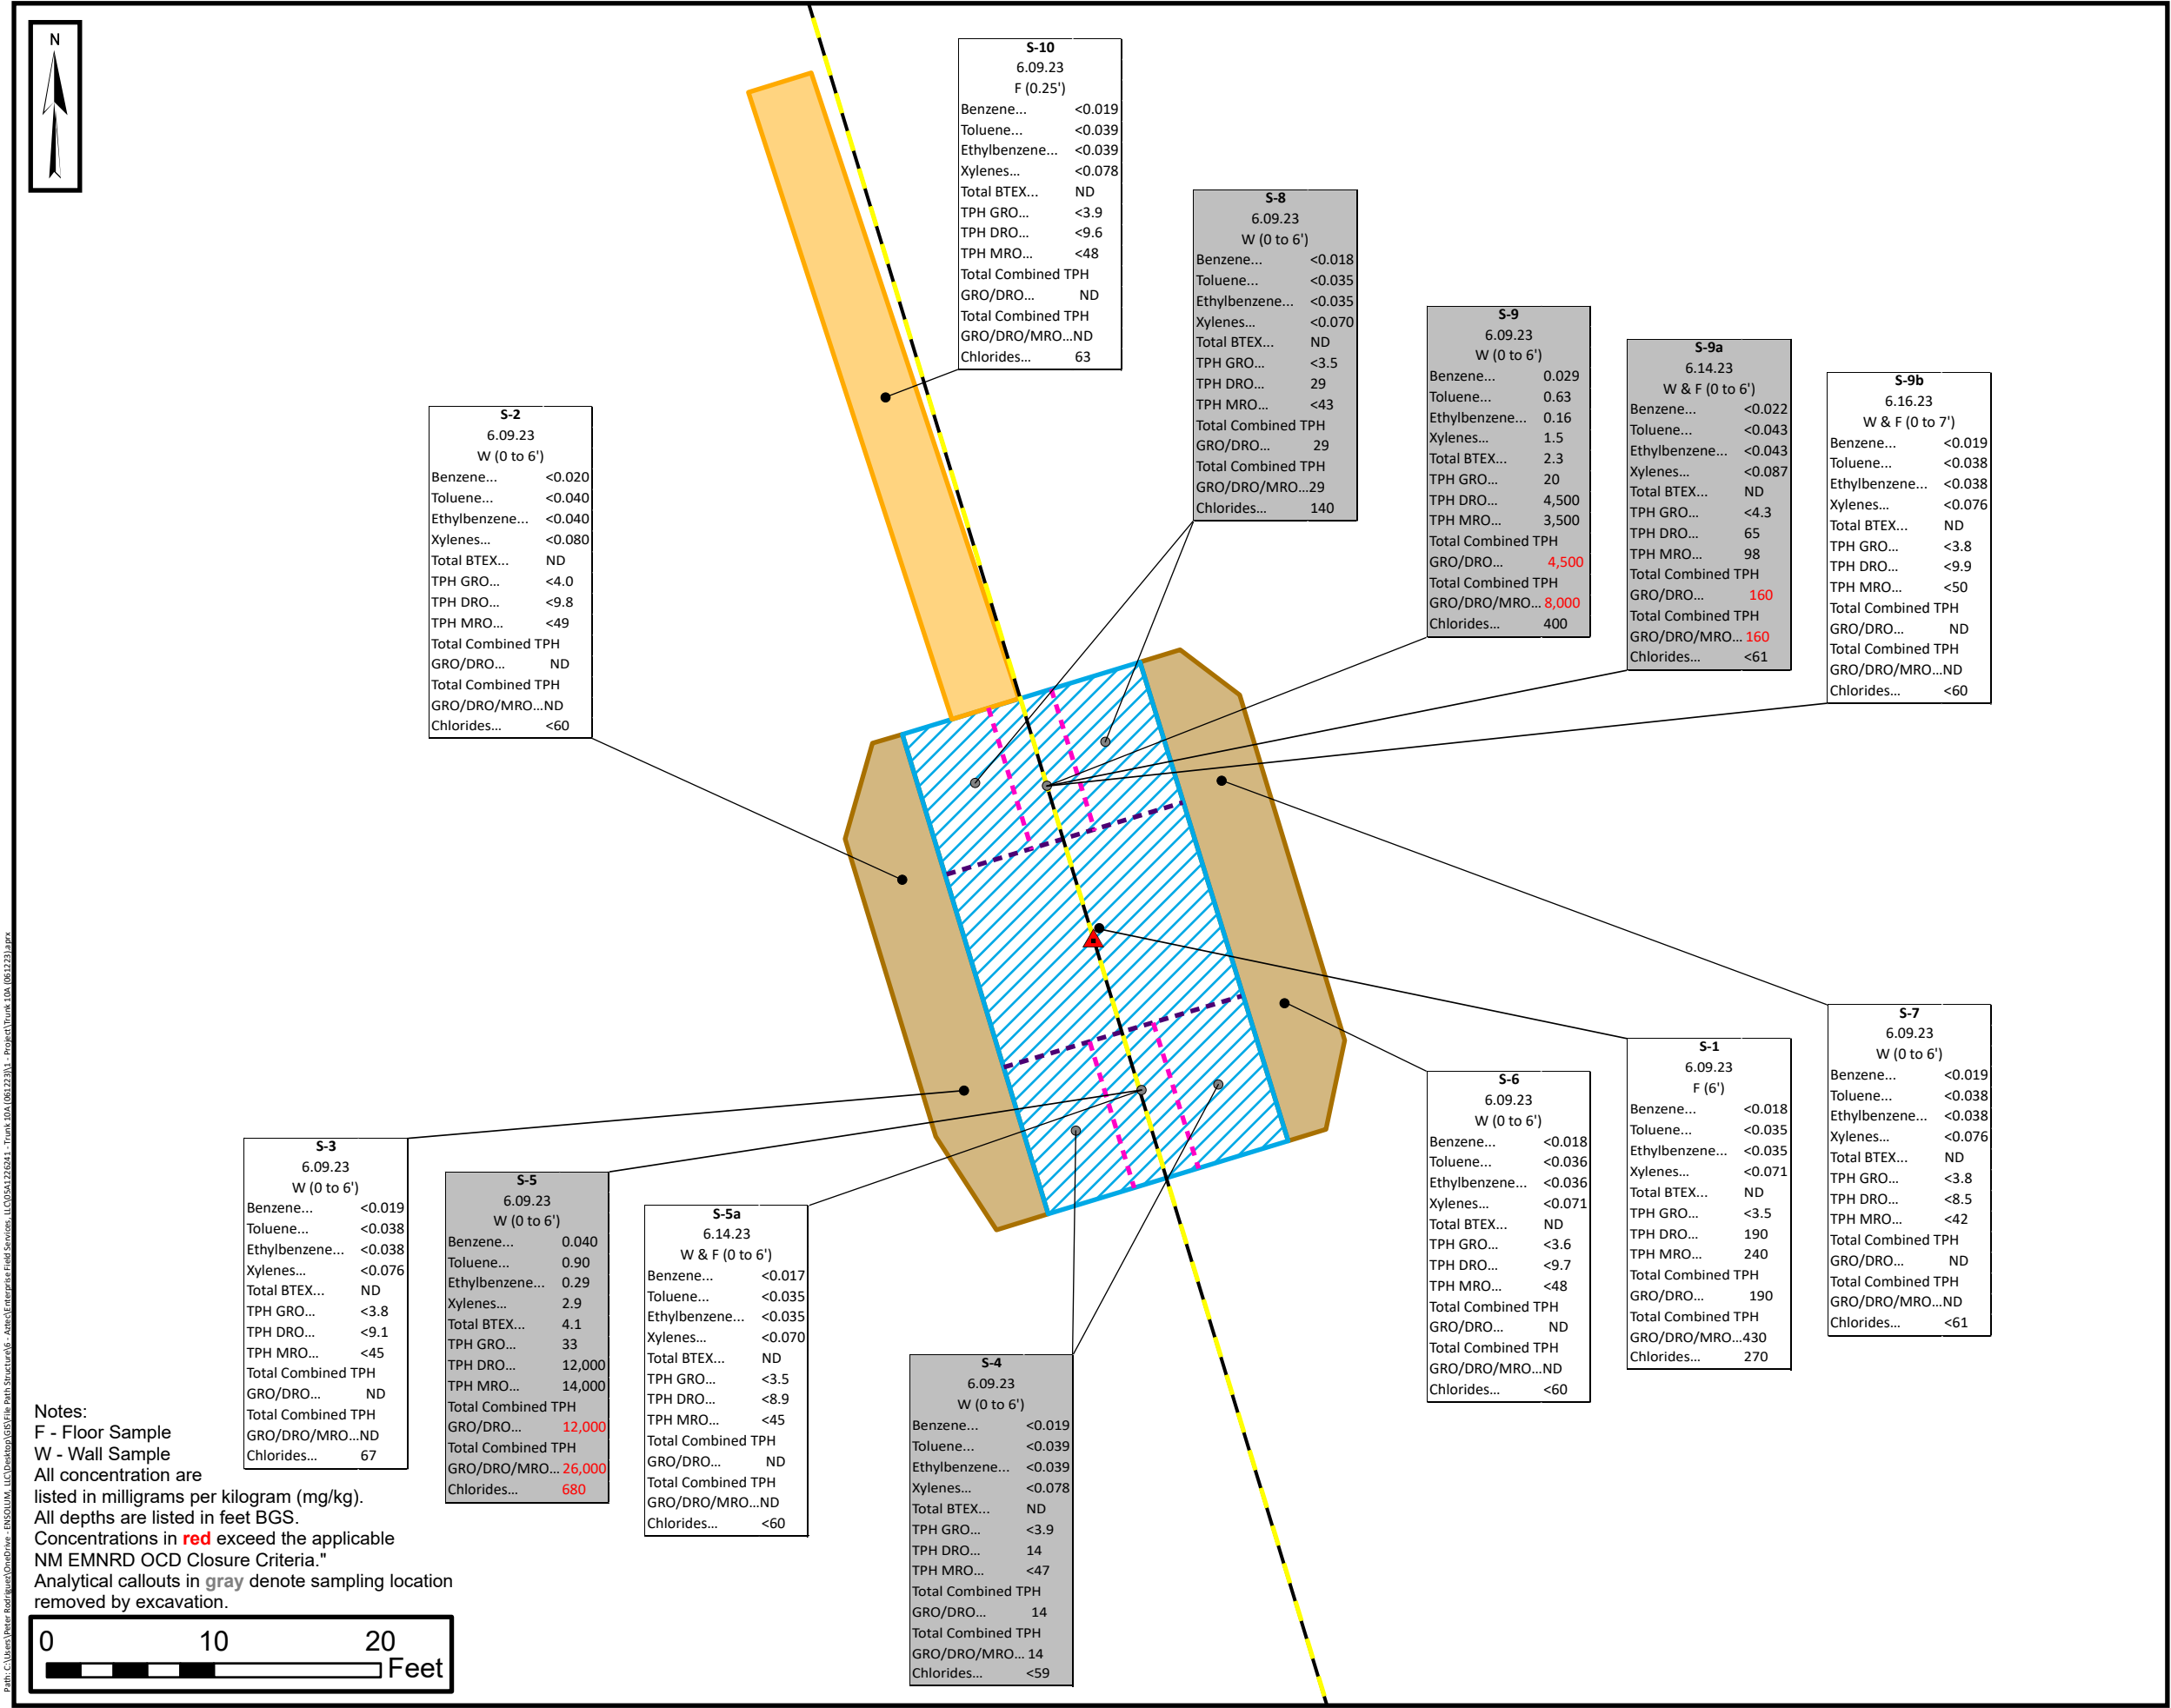 N
S-10
6.09.23
F (0.25')
Benzene... <0.019
Toluene... <0.039
Ethylbenzene... <0.039
Xylenes... <0.078
Total BTEX... ND
TPH GRO... <3.9
TPH DRO... <9.6
TPH MRO... <48
Total Combined TPH
GRO/DRO... ND
Total Combined TPH
GRO/DRO/MRO...ND
Chlorides... 63
S-8
6.09.23
W (0 to 6')
Benzene... <0.018
Toluene... <0.035
Ethylbenzene... <0.035
Xylenes... <0.070
Total BTEX... ND
TPH GRO... <3.5
TPH DRO... 29
TPH MRO... <43
Total Combined TPH
GRO/DRO... 29
Total Combined TPH
GRO/DRO/MRO...29
Chlorides... 140
S-9
6.09.23
W (0 to 6')
Benzene... 0.029
Toluene... 0.63
Ethylbenzene... 0.16
Xylenes... 1.5
Total BTEX... 2.3
TPH GRO... 20
TPH DRO... 4,500
TPH MRO... 3,500
Total Combined TPH
GRO/DRO... 4,500
Total Combined TPH
GRO/DRO/MRO... 8,000
Chlorides... 400
S-9a
6.14.23
W & F (0 to 6')
Benzene... <0.022
Toluene... <0.043
Ethylbenzene... <0.043
Xylenes... <0.087
Total BTEX... ND
TPH GRO... <4.3
TPH DRO... 65
TPH MRO... 98
Total Combined TPH
GRO/DRO... 160
Total Combined TPH
GRO/DRO/MRO... 160
Chlorides... <61
S-9b
6.16.23
W & F (0 to 7')
Benzene... <0.019
Toluene... <0.038
Ethylbenzene... <0.038
Xylenes... <0.076
Total BTEX... ND
TPH GRO... <3.8
TPH DRO... <9.9
TPH MRO... <50
Total Combined TPH
GRO/DRO... ND
Total Combined TPH
GRO/DRO/MRO...ND
Chlorides... <60
S-2
6.09.23
W (0 to 6')
Benzene... <0.020
Toluene... <0.040
Ethylbenzene... <0.040
Xylenes... <0.080
Total BTEX... ND
TPH GRO... <4.0
TPH DRO... <9.8
TPH MRO... <49
Total Combined TPH
GRO/DRO... ND
Total Combined TPH
GRO/DRO/MRO...ND
Chlorides... <60
S-3
6.09.23
W (0 to 6')
Benzene... <0.019
Toluene... <0.038
Ethylbenzene... <0.038
Xylenes... <0.076
Total BTEX... ND
TPH GRO... <3.8
TPH DRO... <9.1
TPH MRO... <45
Total Combined TPH
GRO/DRO... ND
Total Combined TPH
GRO/DRO/MRO...ND
Chlorides... 67
S-5
6.09.23
W (0 to 6')
Benzene... 0.040
Toluene... 0.90
Ethylbenzene... 0.29
Xylenes... 2.9
Total BTEX... 4.1
TPH GRO... 33
TPH DRO... 12,000
TPH MRO... 14,000
Total Combined TPH
GRO/DRO... 12,000
Total Combined TPH
GRO/DRO/MRO... 26,000
Chlorides... 680
S-5a
6.14.23
W & F (0 to 6')
Benzene... <0.017
Toluene... <0.035
Ethylbenzene... <0.035
Xylenes... <0.070
Total BTEX... ND
TPH GRO... <3.5
TPH DRO... <8.9
TPH MRO... <45
Total Combined TPH
GRO/DRO... ND
Total Combined TPH
GRO/DRO/MRO...ND
Chlorides... <60
S-4
6.09.23
W (0 to 6')
Benzene... <0.019
Toluene... <0.039
Ethylbenzene... <0.039
Xylenes... <0.078
Total BTEX... ND
TPH GRO... <3.9
TPH DRO... 14
TPH MRO... <47
Total Combined TPH
GRO/DRO... 14
Total Combined TPH
GRO/DRO/MRO... 14
Chlorides... <59
S-6
6.09.23
W (0 to 6')
Benzene... <0.018
Toluene... <0.036
Ethylbenzene... <0.036
Xylenes... <0.071
Total BTEX... ND
TPH GRO... <3.6
TPH DRO... <9.7
TPH MRO... <48
Total Combined TPH
GRO/DRO... ND
Total Combined TPH
GRO/DRO/MRO...ND
Chlorides... <60
S-1
6.09.23
F (6')
Benzene... <0.018
Toluene... <0.035
Ethylbenzene... <0.035
Xylenes... <0.071
Total BTEX... ND
TPH GRO... <3.5
TPH DRO... 190
TPH MRO... 240
Total Combined TPH
GRO/DRO... 190
Total Combined TPH
GRO/DRO/MRO...430
Chlorides... 270
S-7
6.09.23
W (0 to 6')
Benzene... <0.019
Toluene... <0.038
Ethylbenzene... <0.038
Xylenes... <0.076
Total BTEX... ND
TPH GRO... <3.8
TPH DRO... <8.5
TPH MRO... <42
Total Combined TPH
GRO/DRO... ND
Total Combined TPH
GRO/DRO/MRO...ND
Chlorides... <61
Notes:
F - Floor Sample
W - Wall Sample
All concentration are
listed in milligrams per kilogram (mg/kg).
All depths are listed in feet BGS.
Concentrations in red exceed the applicable
NM EMNRD OCD Closure Criteria."
Analytical callouts in gray denote sampling location
removed by excavation.
0 10 20
Feet
Path: C:\Users\Peter Rodriguez\OneDrive - ENSOLUM, LLC\Desktop\GIS\File Path Structure\6 - Aztec\Enterprise Field Services, LLC\05A1226241 - Trunk 10A (061223)\1 - Project\Trunk 10A (061223).aprx